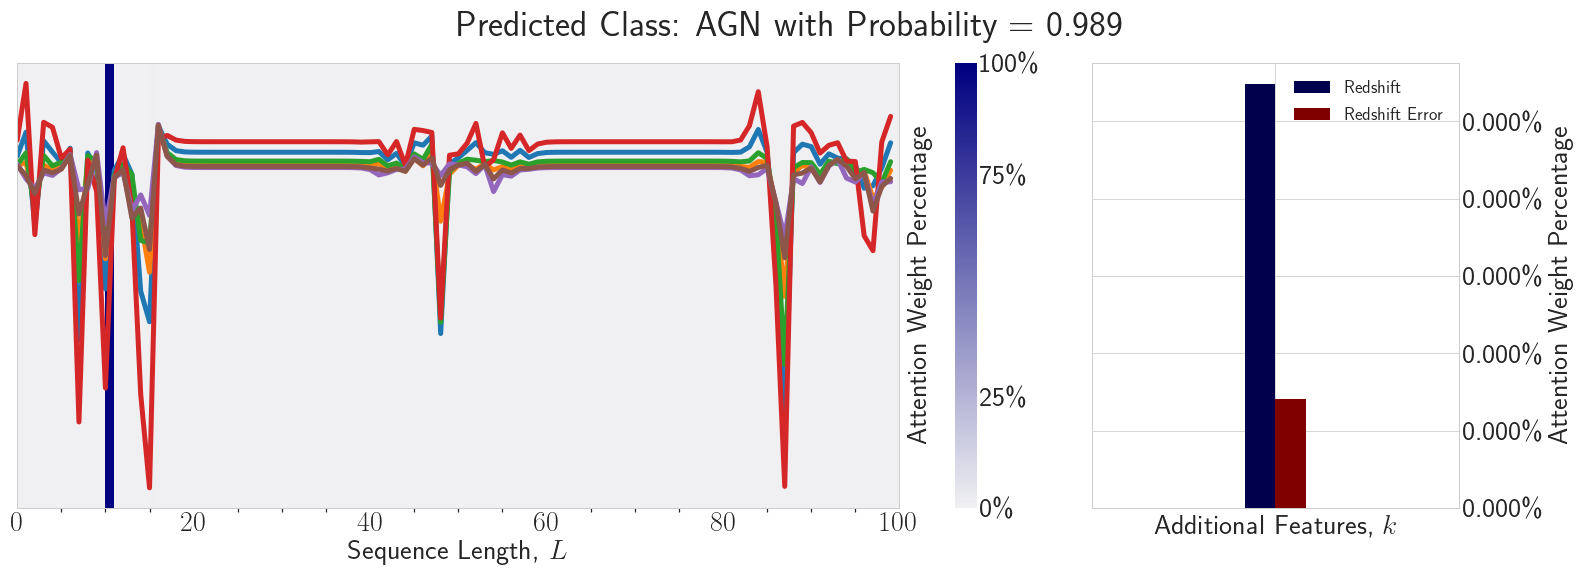 Predicted Class: AGN with Probability = 0.989
0 20 40 60 80 100
Sequence Length, L
100%
75%
25%
0%
Attention Weight Percentage
Redshift
Redshift Error
0.000%
0.000%
0.000%
0.000%
0.000%
0.000%
Attention Weight Percentage
Additional Features, k